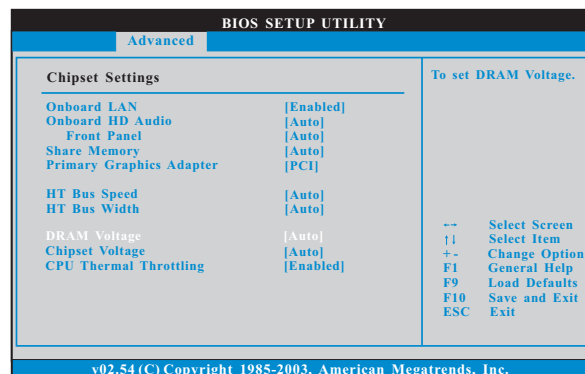 BIOS SETUP UTILITY
Advanced
Chipset Settings
Onboard LAN [Enabled]
Onboard HD Audio [Auto]
Front Panel [Auto]
Share Memory [Auto]
Primary Graphics Adapter [PCI]
HT Bus Speed [Auto]
HT Bus Width [Auto]
DRAM Voltage [Auto]
Chipset Voltage [Auto]
CPU Thermal Throttling [Enabled]
To set DRAM Voltage.
←→ Select Screen
↑↓ Select Item
+ - Change Option
F1 General Help
F9 Load Defaults
F10 Save and Exit
ESC Exit
v02.54 (C) Copyright 1985-2003, American Megatrends, Inc.